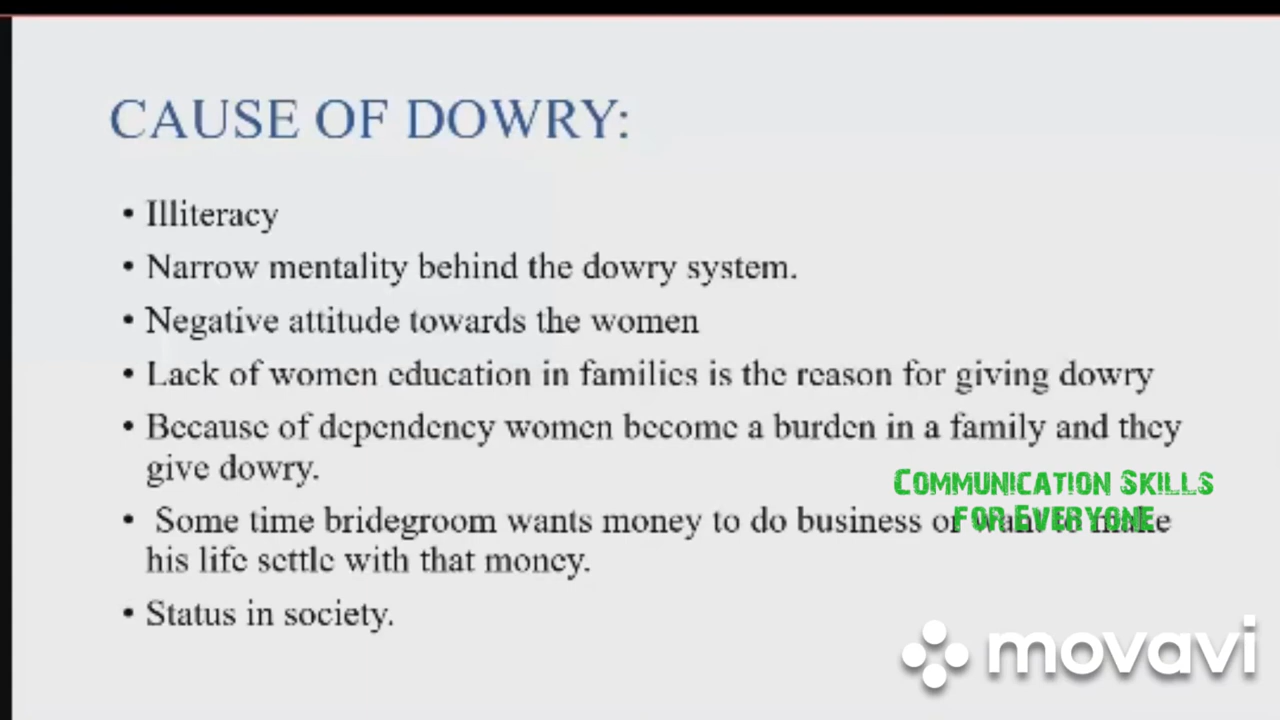 CAUSE OF DOWRY:
• Illiteracy
• Narrow mentality behind the dowry system.
• Negative attitude towards the women
• Lack of women education in families is the reason for giving dowry
• Because of dependency women become a burden in a family and they
give dowry.
COMMUNICATION SKILLS
FOR EVERYONE
• Some time bridegroom wants money to do business or want to make
his life settle with that money.
• Status in society.
movavi